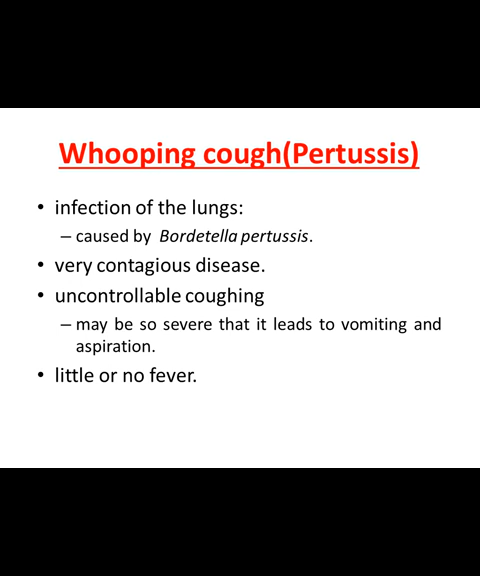 Whooping cough(Pertussis)
• infection of the lungs:
– caused by Bordetella pertussis.
• very contagious disease.
• uncontrollable coughing
– may be so severe that it leads to vomiting and
aspiration.
• little or no fever.